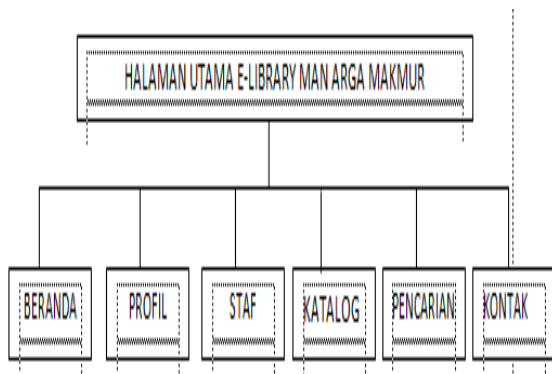 HALAMAN UTAMA E-LIBRARY MAN ARGA MAKMUR
BERANDA
PROFIL
STAF
KATALOG
PENCARIAN
KONTAK